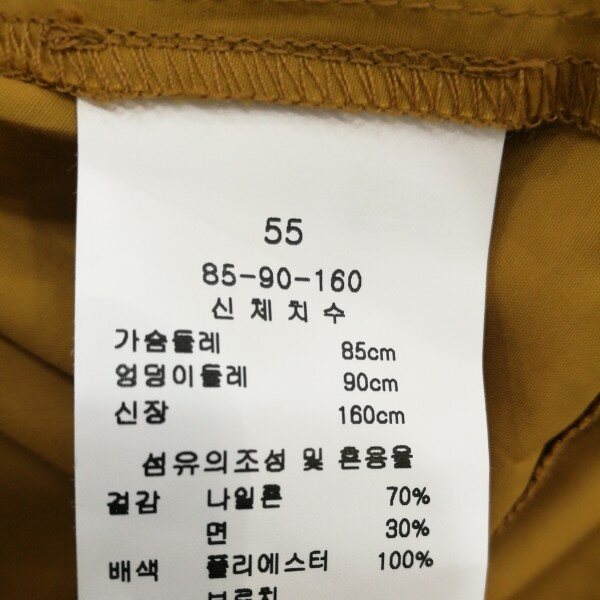 55
85-90-160
신 체 치 수
가슴둘레 85cm
엉덩이둘레 90cm
신장 160cm
섬유의조성 및 혼용율
겉감 나일론 70%
면 30%
배색 폴리에스터 100%